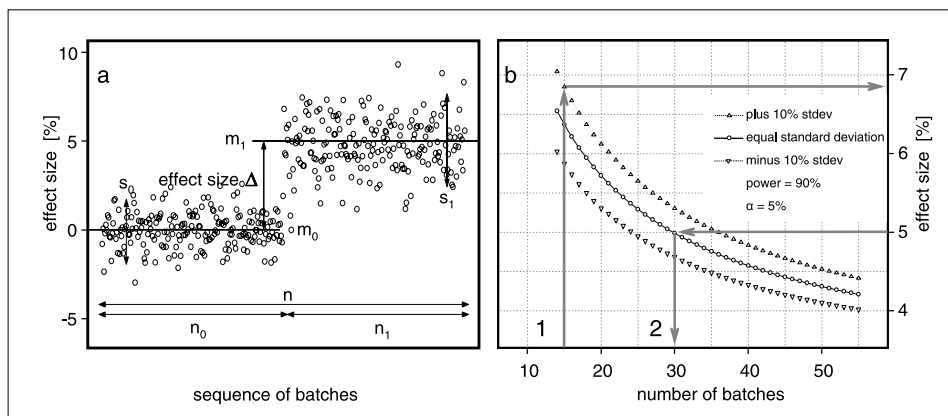 a
effect size [%]
10
5
0
-5
m₁
effect size Δ
s
s₁
m₀
n
n₀
n₁
sequence of batches
b
plus 10% stdev
equal standard deviation
minus 10% stdev
power = 90%
α = 5%
1
2
7
6
5
4
effect size [%]
10
20
30
40
50
number of batches